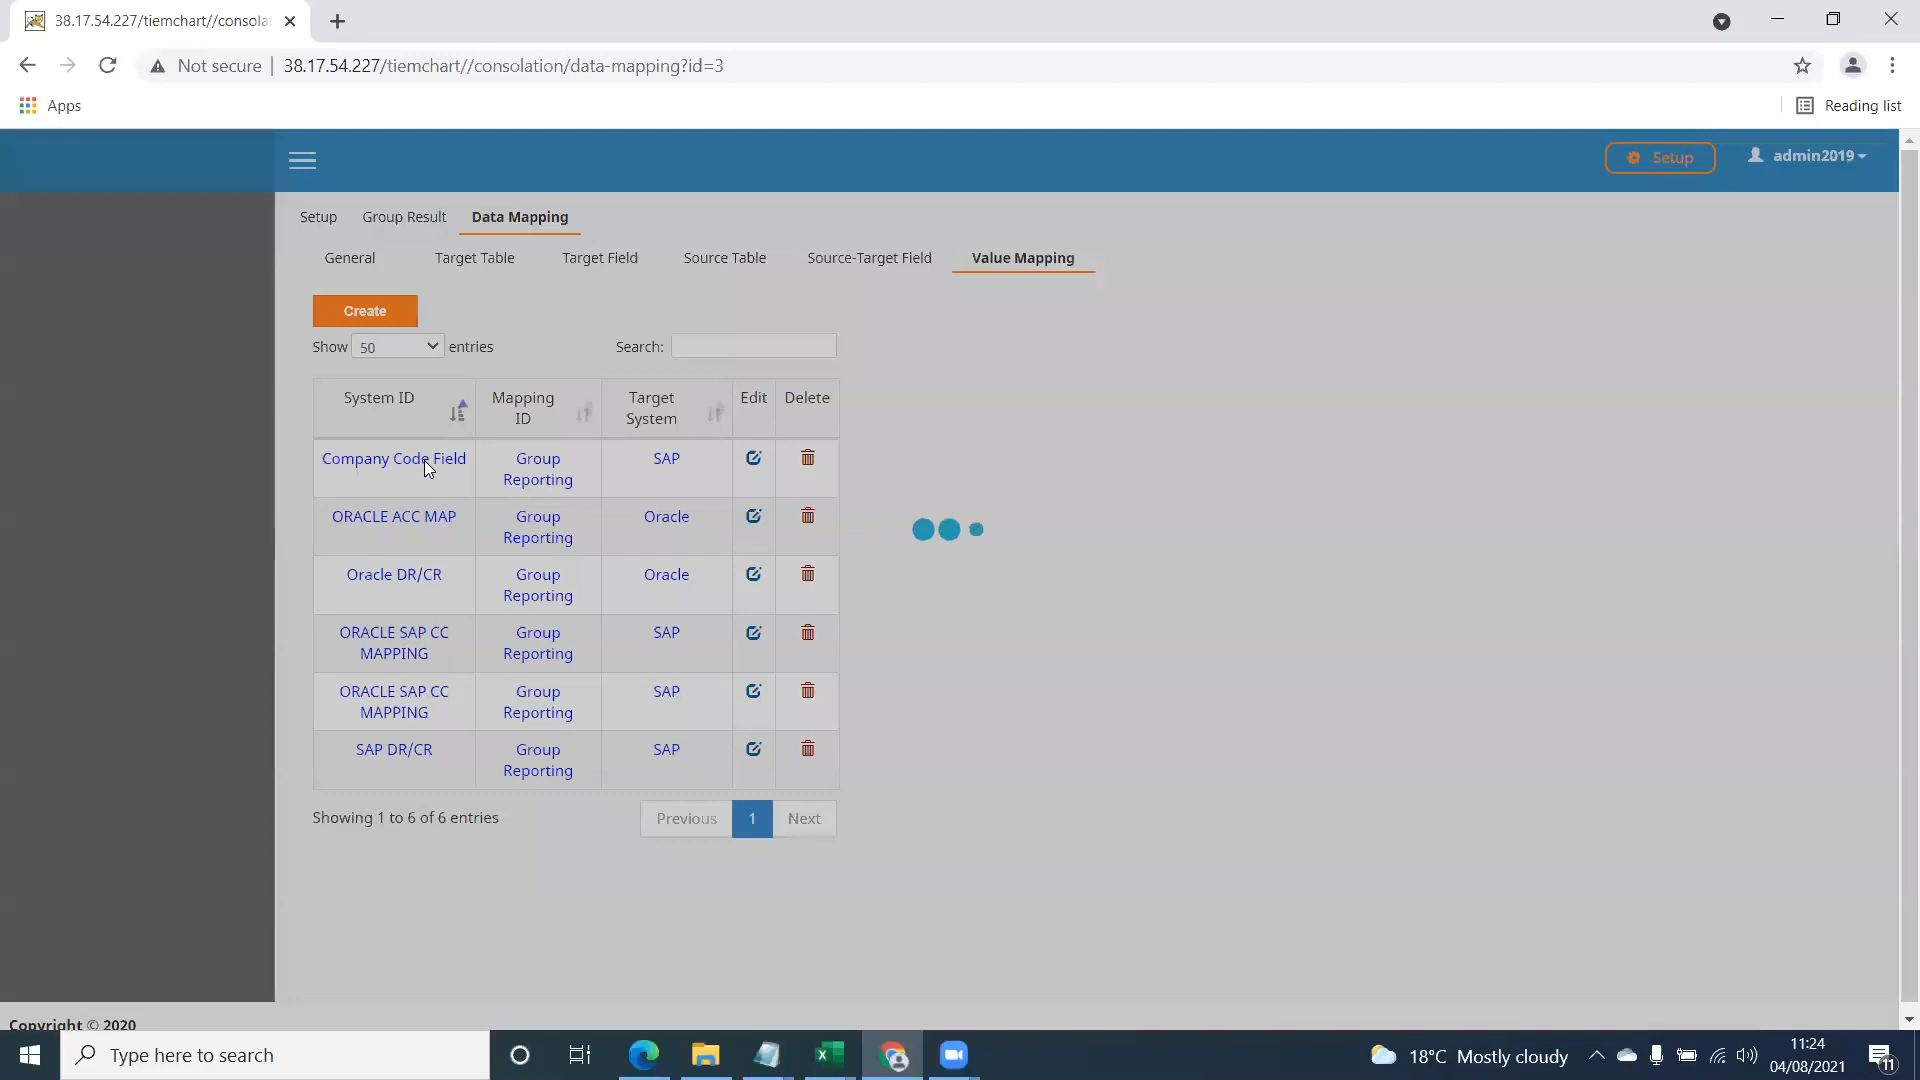 38.17.54.227/tiemchart//consola
Not secure 38.17.54.227/tiemchart//consolation/data-mapping?id=3
Apps
Reading list
Setup
admin2019
Setup Group Result Data Mapping
General Target Table Target Field Source Table Source-Target Field Value Mapping
Create
Show 50 entries Search:
System ID Mapping ID Target System Edit Delete
Company Code Field Group Reporting SAP
ORACLE ACC MAP Group Reporting Oracle
Oracle DR/CR Group Reporting Oracle
ORACLE SAP CC MAPPING Group Reporting SAP
ORACLE SAP CC MAPPING Group Reporting SAP
SAP DR/CR Group Reporting SAP
Showing 1 to 6 of 6 entries Previous 1 Next
Copyright © 2020
Type here to search
18°C Mostly cloudy
11:24
04/08/2021
11